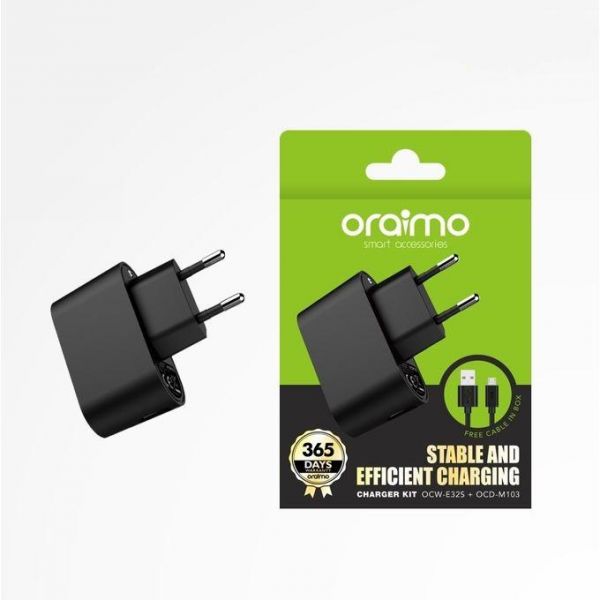 oraimo
smart accessories
FREE CABLE IN BOX
365
DAYS
WARRANTY
oraimo
STABLE AND
EFFICIENT CHARGING
CHARGER KIT OCW-E32S + OCD-M103